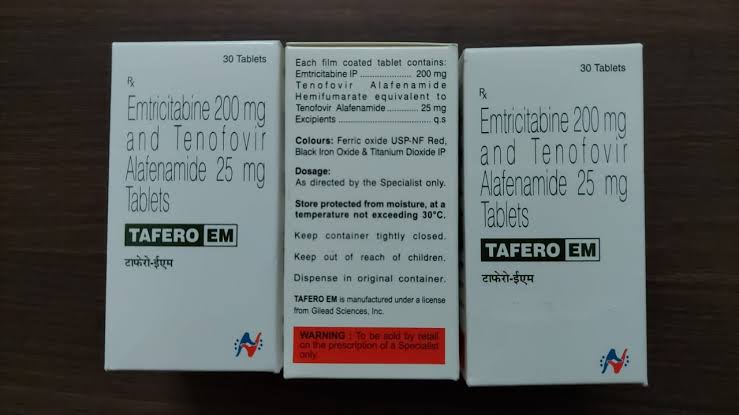 30 Tablets
Rx
Emtricitabine 200 mg
and Tenofovir
Alafenamide 25 mg
Tablets
TAFERO EM
टाफेरो-ईएम
Each film coated tablet contains:
Emtricitabine IP .................. 200 mg
Tenofovir Alafenamide
Hemifumarate equivalent to
Tenofovir Alafenamide........... 25 mg
Excipients ................................ q.s
Colours: Ferric oxide USP-NF Red,
Black Iron Oxide & Titanium Dioxide IP
Dosage:
As directed by the Specialist only.
Store protected from moisture, at a
temperature not exceeding 30°C.
Keep container tightly closed.
Keep out of reach of children.
Dispense in original container.
TAFERO EM is manufactured under a license
from Gilead Sciences, Inc.
WARNING : To be sold by retail
on the prescription of a Specialist
only.
30 Tablets
Rx
Emtricitabine 200 mg
and Tenofovir
Alafenamide 25 mg
Tablets
TAFERO EM
टाफेरो-ईएम